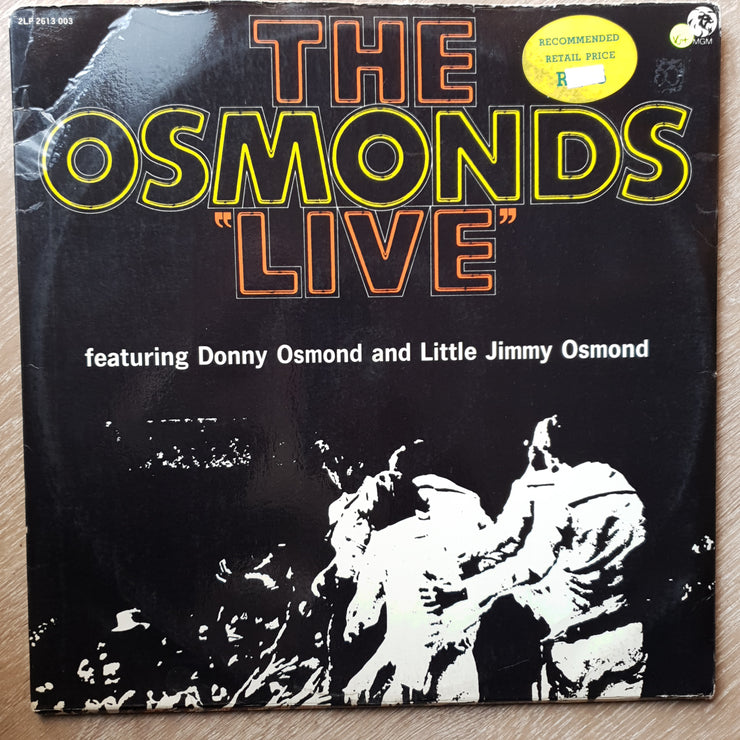 2LP 2613 003
THE
OSMONDS
"LIVE"
RECOMMENDED
RETAIL PRICE
R
MGM
featuring Donny Osmond and Little Jimmy Osmond